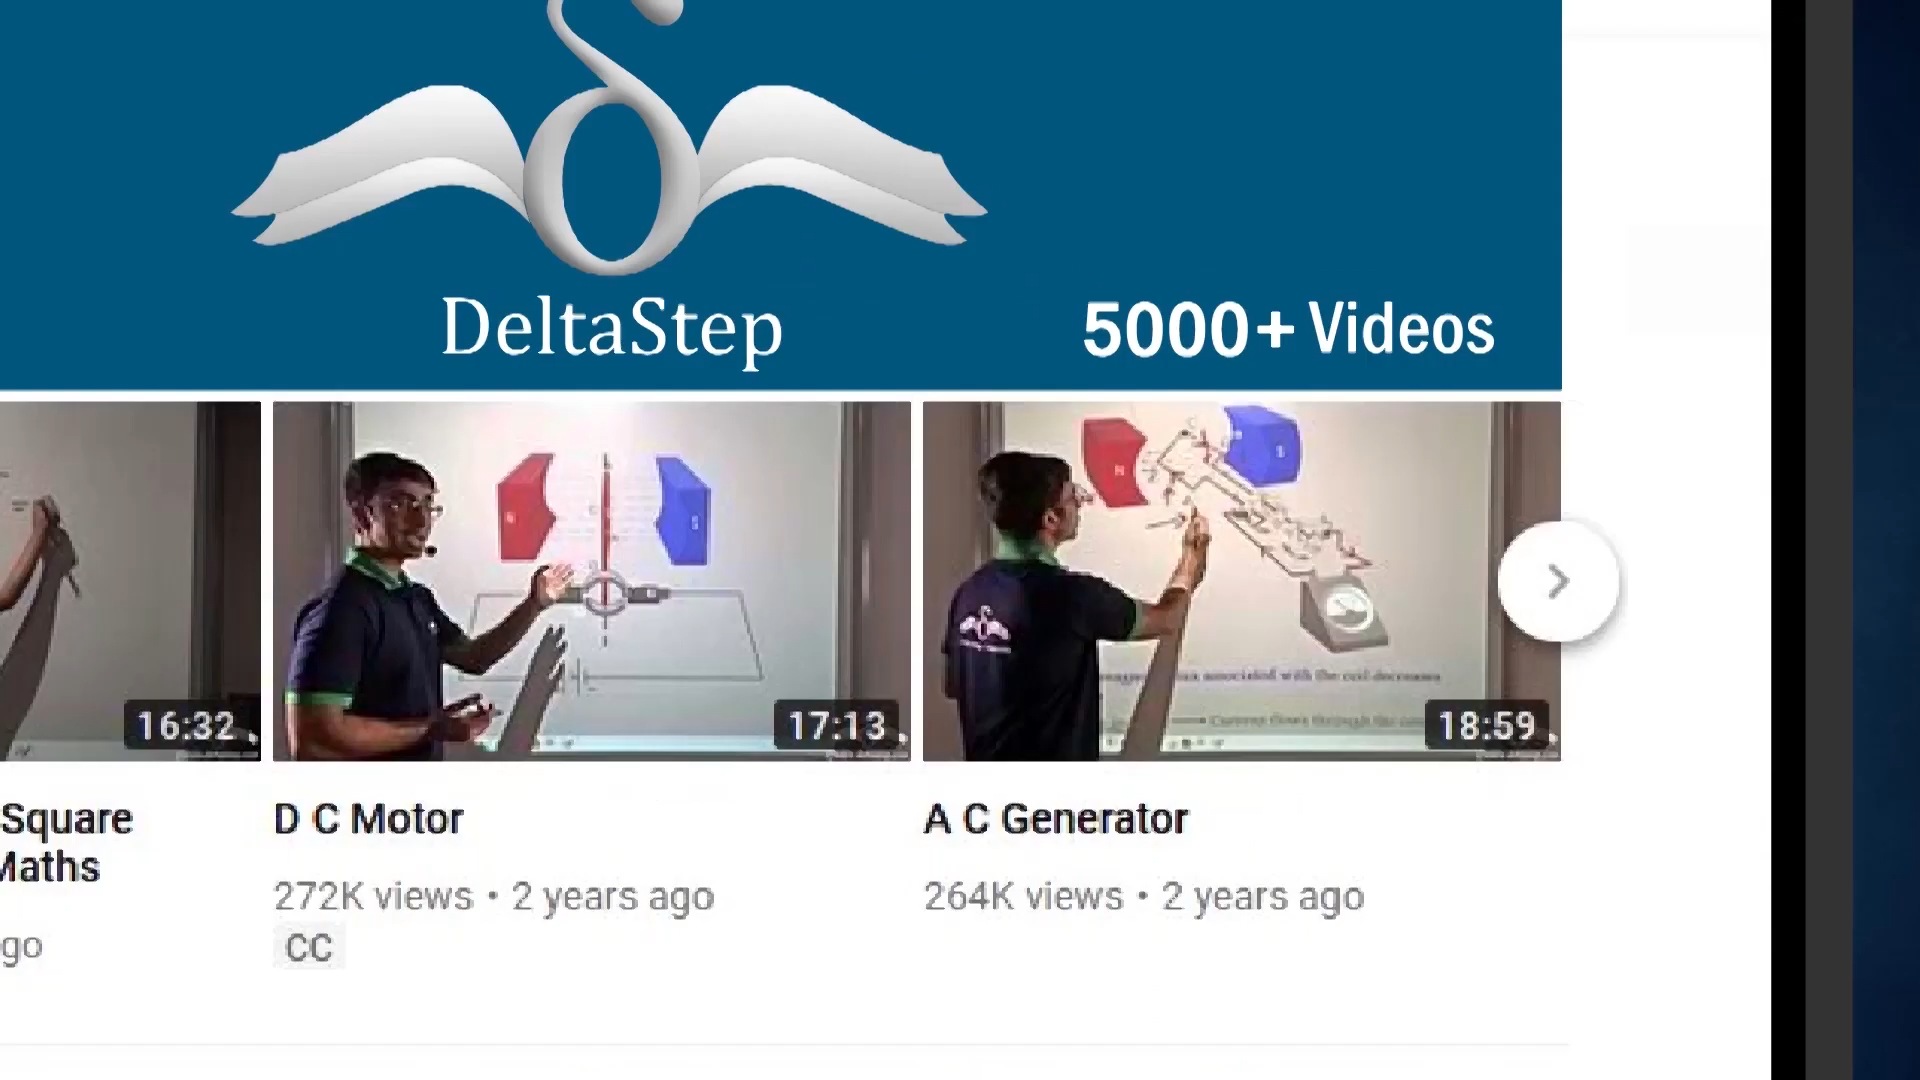 DeltaStep
5000+ Videos
16:32
17:13
18:59
Square
Maths
go
D C Motor
272K views • 2 years ago
CC
A C Generator
264K views • 2 years ago